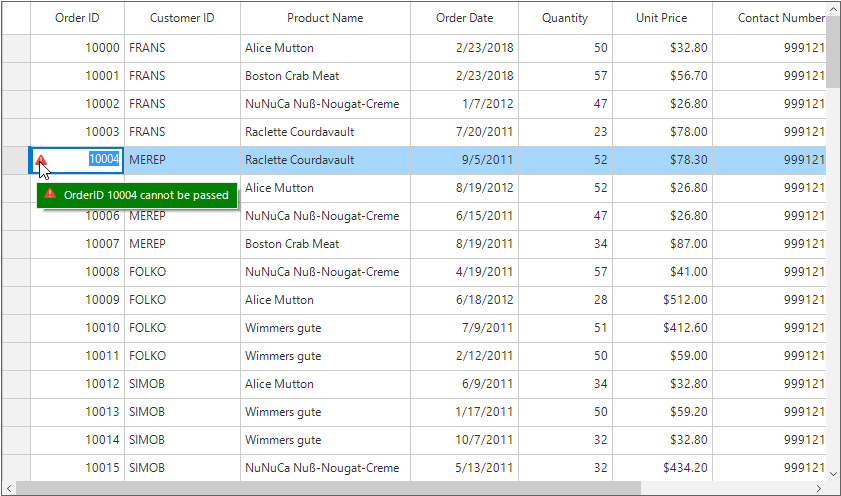 Order ID Customer ID Product Name Order Date Quantity Unit Price Contact Number
10000 FRANS Alice Mutton 2/23/2018 50 $32.80 999121
10001 FRANS Boston Crab Meat 2/23/2018 57 $56.70 999121
10002 FRANS NuNuCa Nuß-Nougat-Creme 1/7/2012 47 $26.80 999121
10003 FRANS Raclette Courdavault 7/20/2011 23 $78.00 999121
10004 MEREP Raclette Courdavault 9/5/2011 52 $78.30 999121
Alice Mutton 8/19/2012 52 $26.80 999121
OrderID 10004 cannot be passed
10006 MEREP NuNuCa Nuß-Nougat-Creme 6/15/2011 47 $26.80 999121
10007 MEREP Boston Crab Meat 8/19/2011 34 $87.00 999121
10008 FOLKO NuNuCa Nuß-Nougat-Creme 4/19/2011 57 $41.00 999121
10009 FOLKO Alice Mutton 6/18/2012 28 $512.00 999121
10010 FOLKO Wimmers gute 7/9/2011 51 $412.60 999121
10011 FOLKO Wimmers gute 2/12/2011 50 $59.00 999121
10012 SIMOB Alice Mutton 6/9/2011 34 $32.80 999121
10013 SIMOB Wimmers gute 1/17/2011 50 $59.20 999121
10014 SIMOB Wimmers gute 10/7/2011 32 $32.80 999121
10015 SIMOB NuNuCa Nuß-Nougat-Creme 5/13/2011 32 $434.20 999121